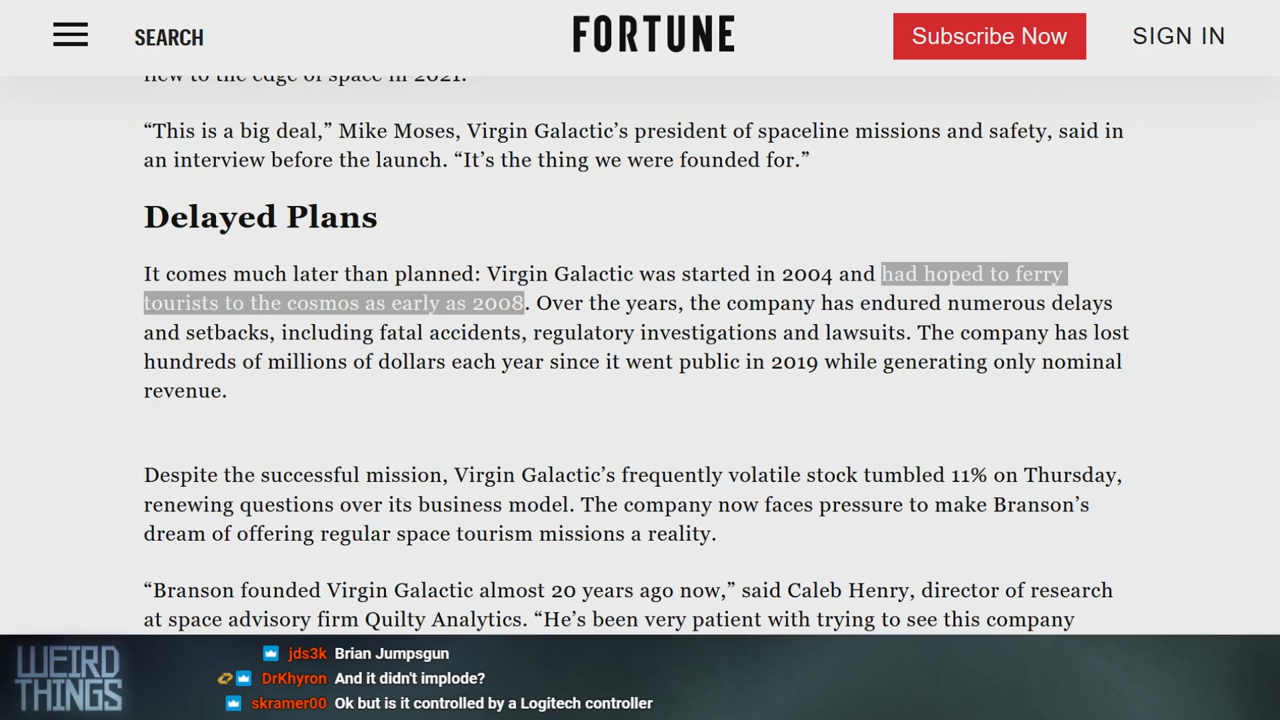 SEARCH
FORTUNE
Subscribe Now
SIGN IN
flew to the edge of space in 2021.
“This is a big deal,” Mike Moses, Virgin Galactic’s president of spaceline missions and safety, said in
an interview before the launch. “It’s the thing we were founded for.”
Delayed Plans
It comes much later than planned: Virgin Galactic was started in 2004 and had hoped to ferry
tourists to the cosmos as early as 2008. Over the years, the company has endured numerous delays
and setbacks, including fatal accidents, regulatory investigations and lawsuits. The company has lost
hundreds of millions of dollars each year since it went public in 2019 while generating only nominal
revenue.
Despite the successful mission, Virgin Galactic’s frequently volatile stock tumbled 11% on Thursday,
renewing questions over its business model. The company now faces pressure to make Branson’s
dream of offering regular space tourism missions a reality.
“Branson founded Virgin Galactic almost 20 years ago now,” said Caleb Henry, director of research
at space advisory firm Quilty Analytics. “He’s been very patient with trying to see this company
WEIRD
THINGS
jds3k Brian Jumpsgun
DrKhyron And it didn't implode?
skramer00 Ok but is it controlled by a Logitech controller